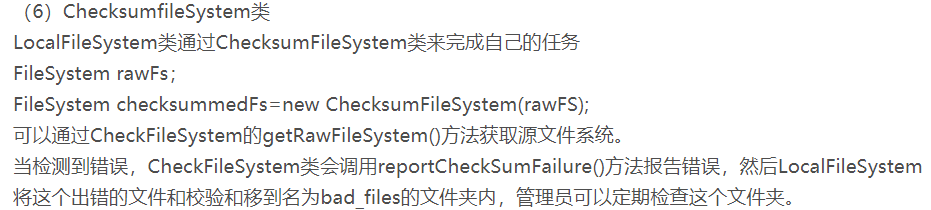 （6）ChecksumfileSystem类
LocalFileSystem类通过ChecksumFileSystem类来完成自己的任务
FileSystem rawFs；
FileSystem checksummedFs=new ChecksumFileSystem(rawFS);
可以通过CheckFileSystem的getRawFileSystem()方法获取源文件系统。
当检测到错误，CheckFileSystem类会调用reportCheckSumFailure()方法报告错误，然后LocalFileSystem
将这个出错的文件和校验和移到名为bad_files的文件夹内，管理员可以定期检查这个文件夹。